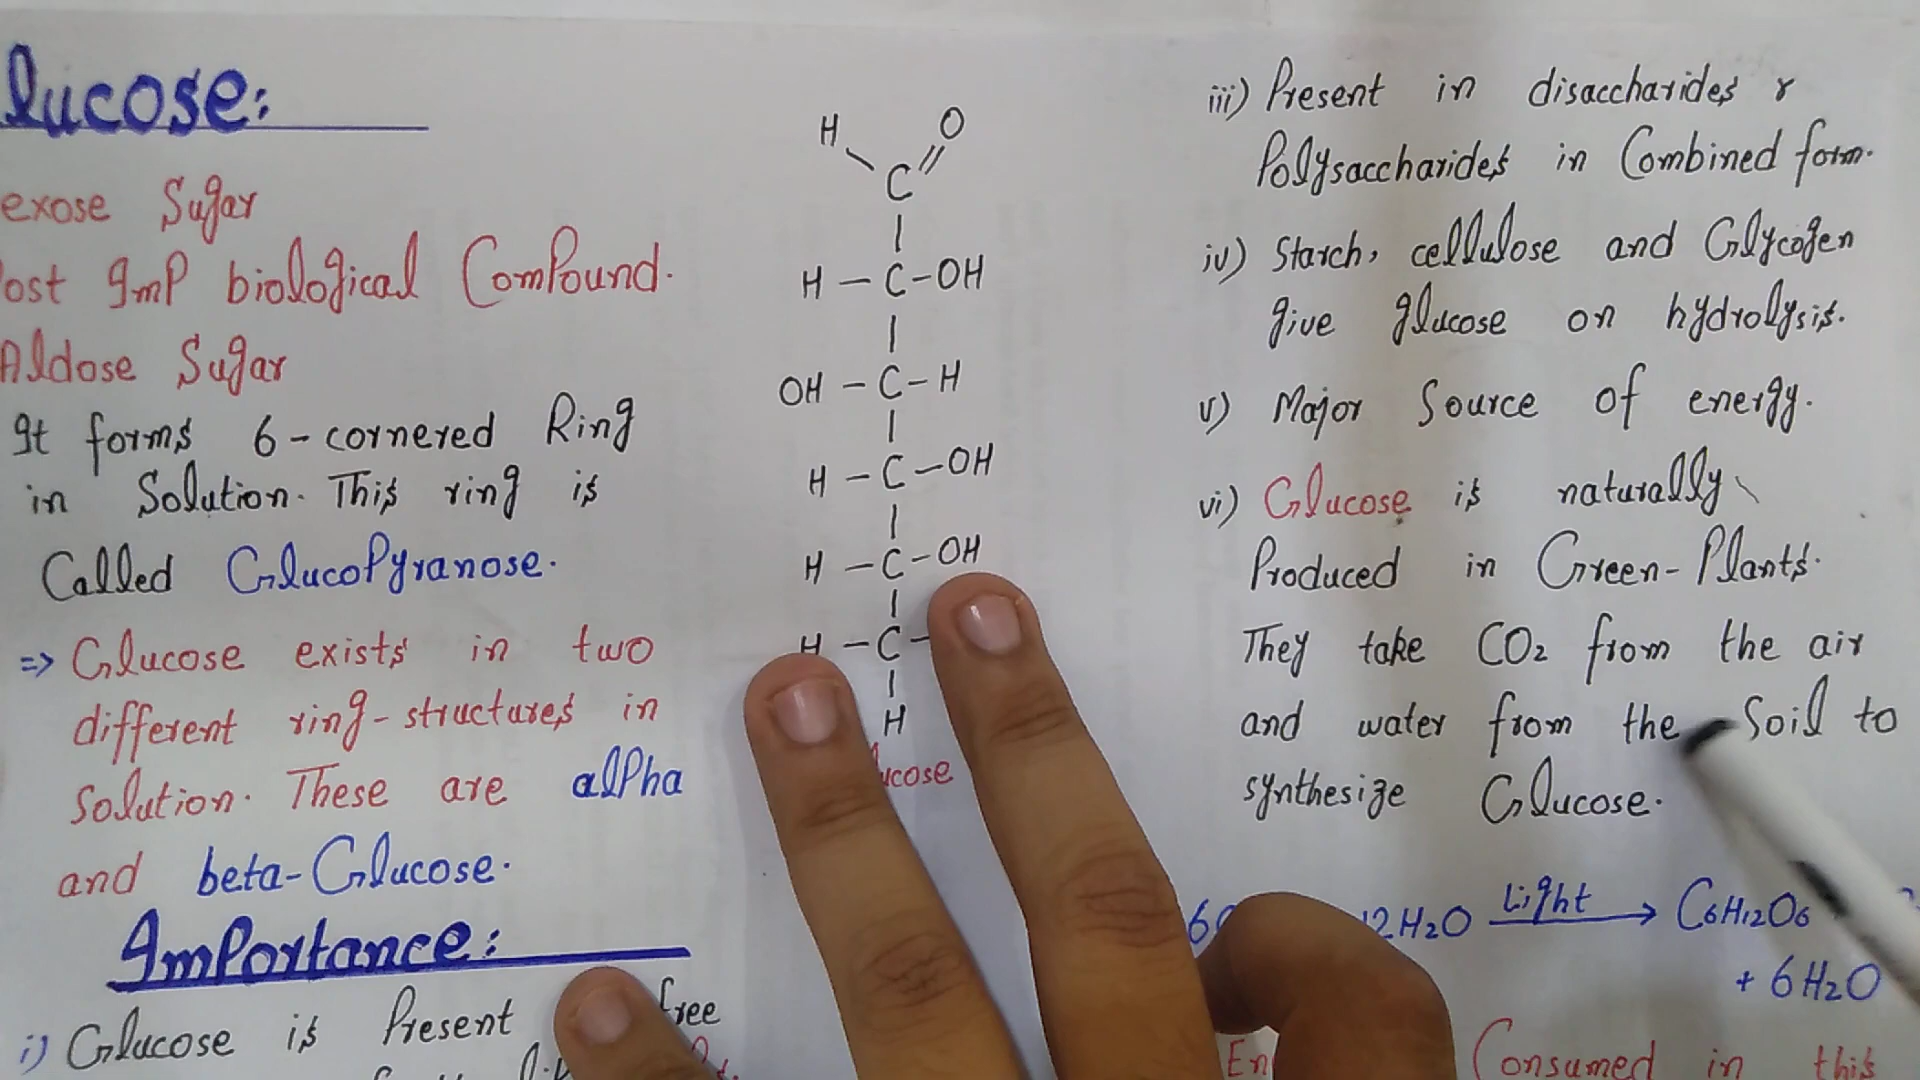 lucose:
exose Sugar
ost Imp biological Compound.
Aldose Sugar
It forms 6-cornered Ring
in Solution. This ring is
Called GlucoPyranose.
=> Glucose exists in two
different ring-structures in
Solution. These are alpha
and beta-Glucose.
Importance:
i) Glucose is Present free
H O
C
H - C - OH
OH - C - H
H - C - OH
H - C - OH
H - C -
H
ucose
iii) Present in disaccharides &
Polysaccharides in Combined form.
iv) Starch, cellulose and Glycogen
give glucose on hydrolysis.
v) Major Source of energy.
vi) Glucose is naturally
Produced in Green-Plants.
They take CO2 from the air
and water from the Soil to
synthesize Glucose.
6 12H2O Light → C6H12O6
+ 6H2O
En Consumed in this